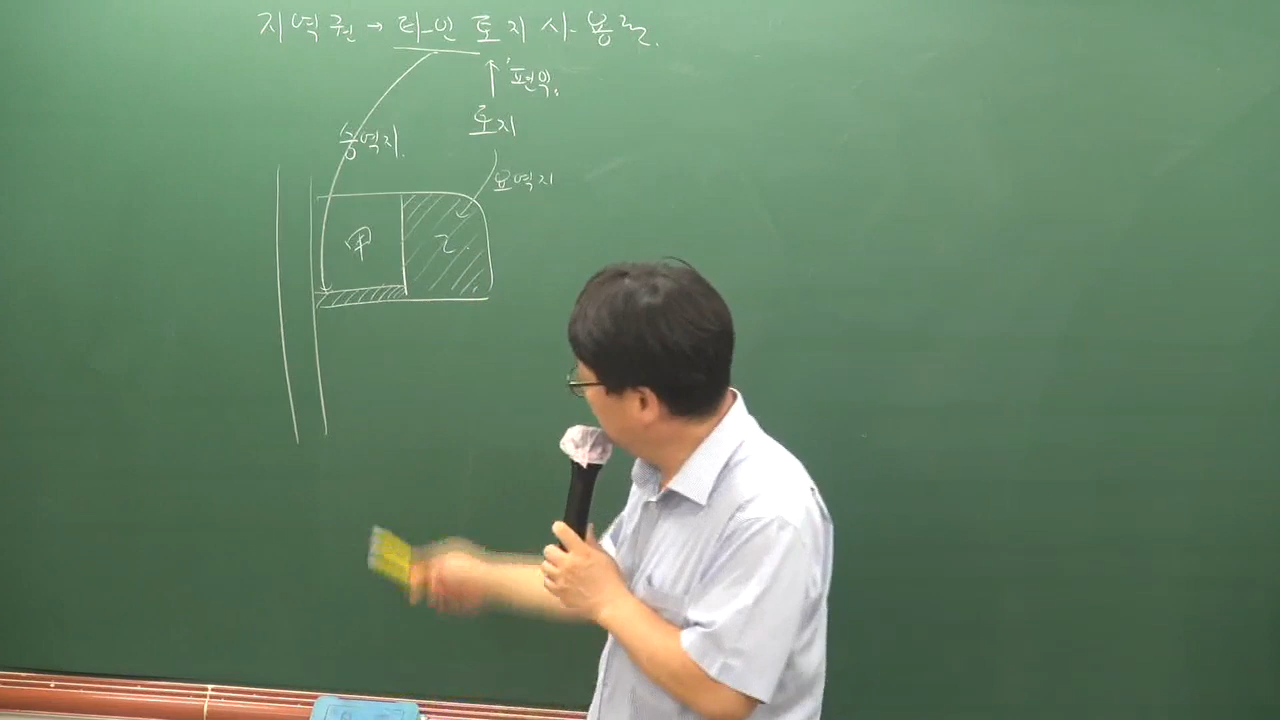 지역권 → 타인 토지 사용권.
↑ '편익.
승역지.
토지
요역지
甲
乙.